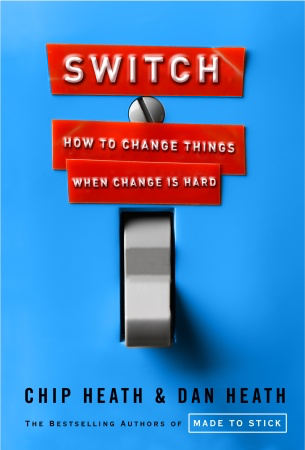 SWITCH
HOW TO CHANGE THINGS
WHEN CHANGE IS HARD
CHIP HEATH & DAN HEATH
THE BESTSELLING AUTHORS OF MADE TO STICK